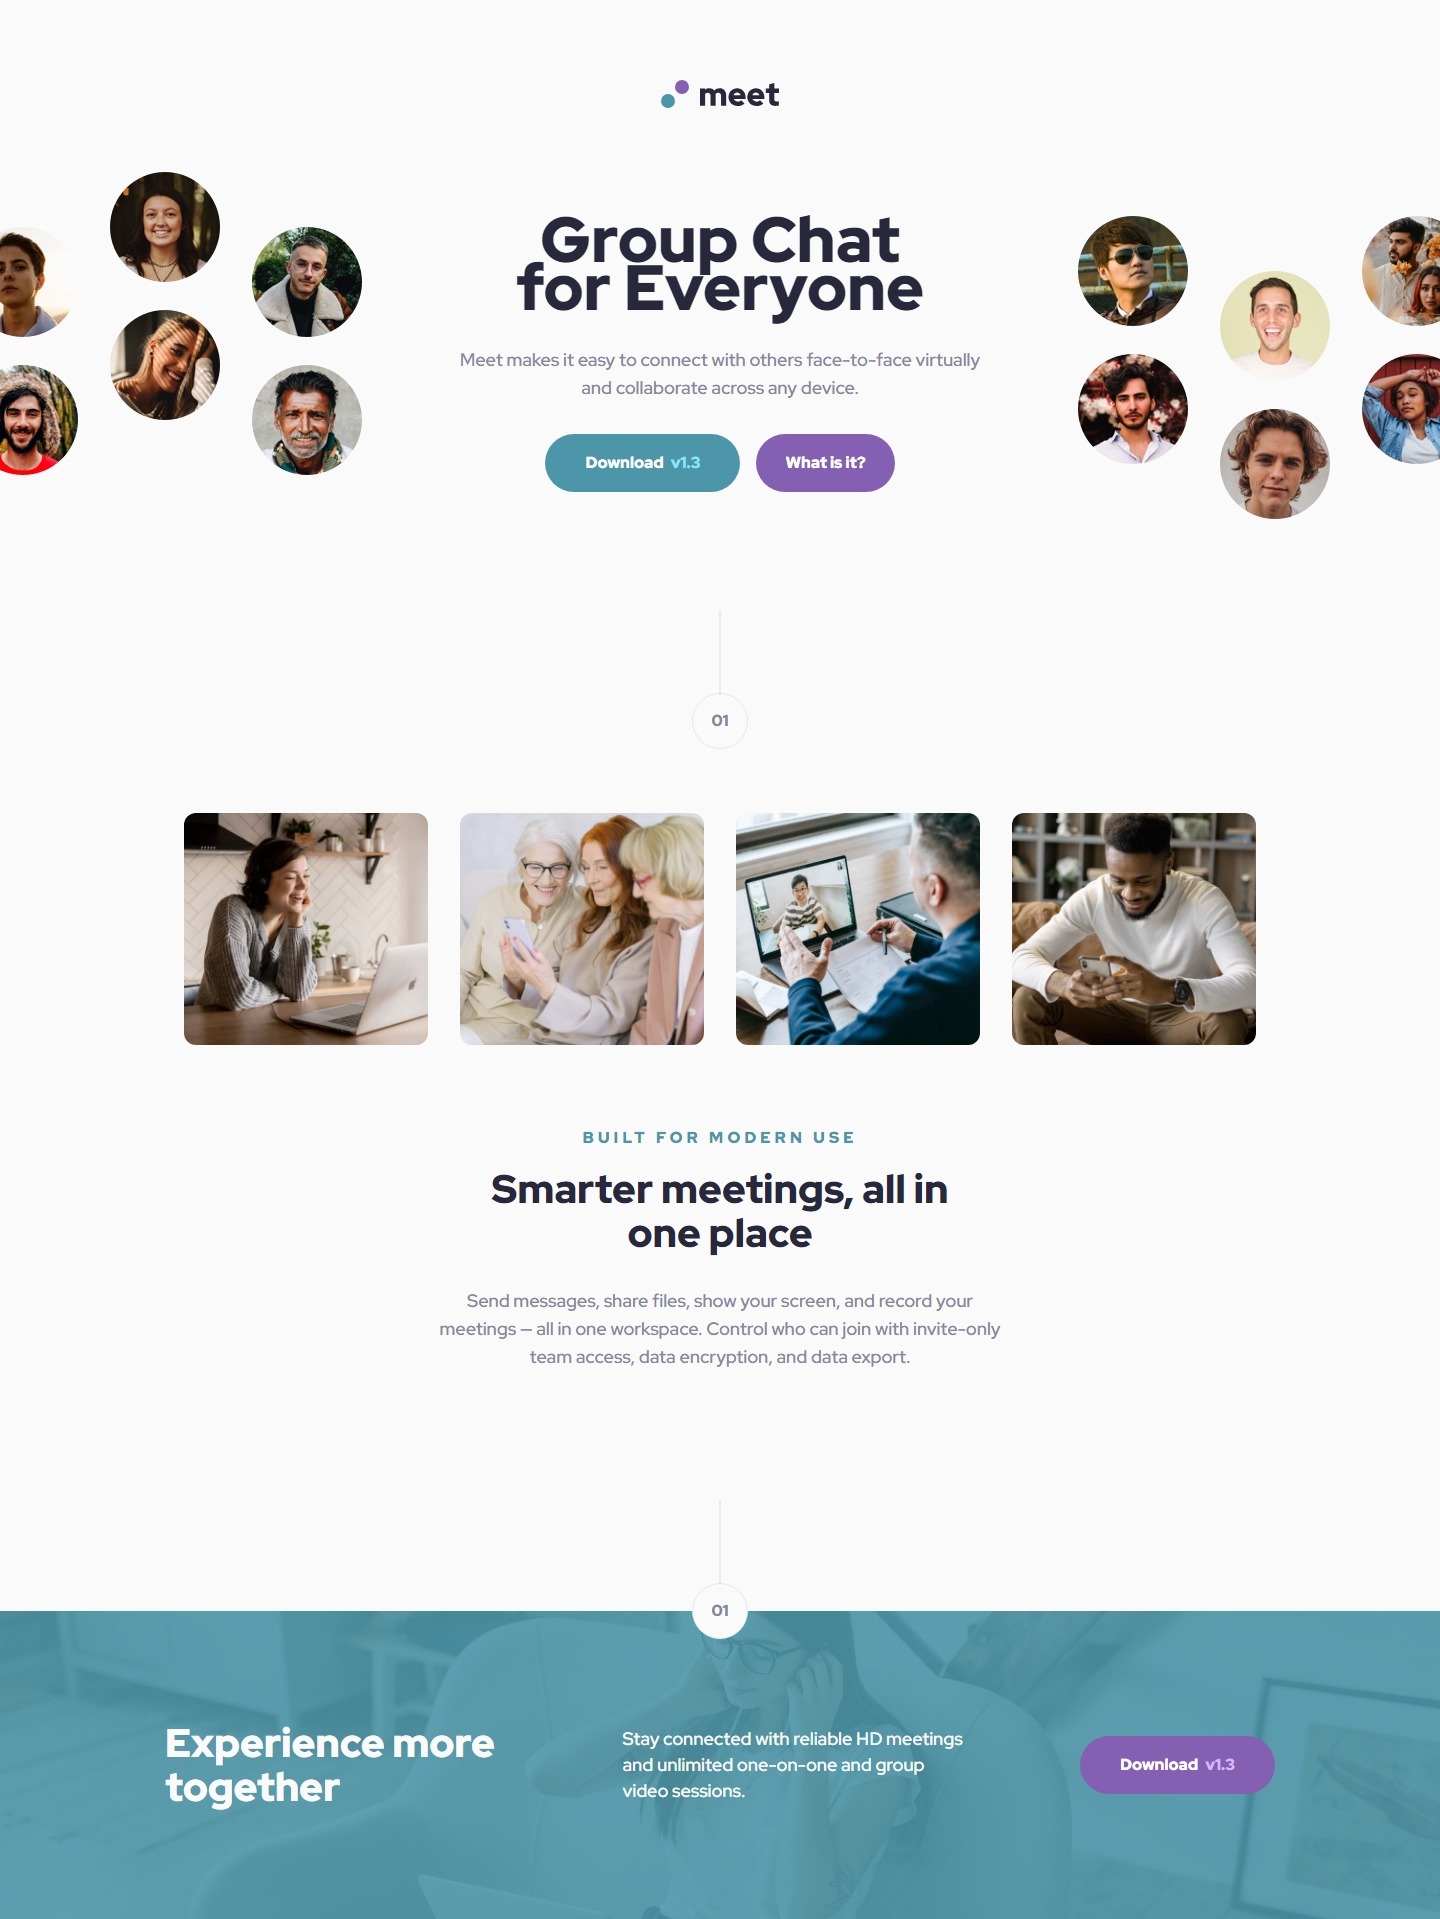 meet
Group Chat
for Everyone
Meet makes it easy to connect with others face-to-face virtually
and collaborate across any device.
Download v1.3
What is it?
01
BUILT FOR MODERN USE
Smarter meetings, all in
one place
Send messages, share files, show your screen, and record your
meetings — all in one workspace. Control who can join with invite-only
team access, data encryption, and data export.
01
Experience more
together
Stay connected with reliable HD meetings
and unlimited one-on-one and group
video sessions.
Download v1.3